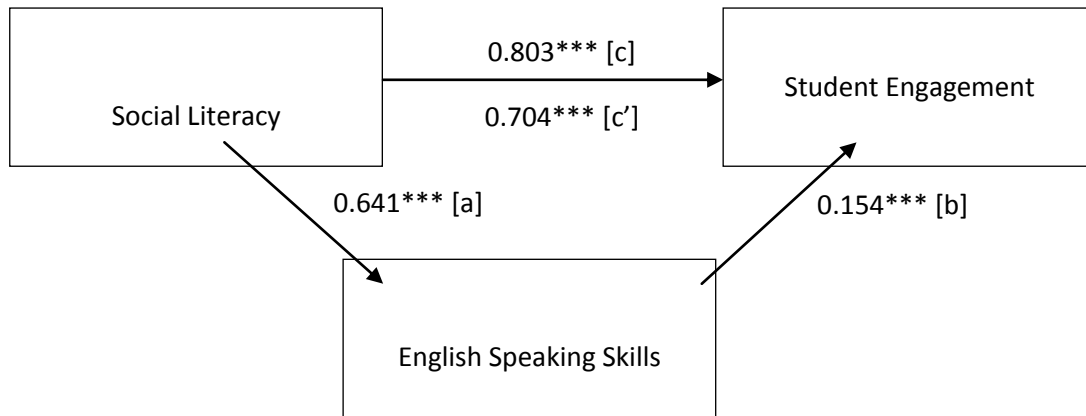 0.803*** [c]
Student Engagement
Social Literacy
0.704*** [c’]
0.641*** [a]
0.154*** [b]
English Speaking Skills